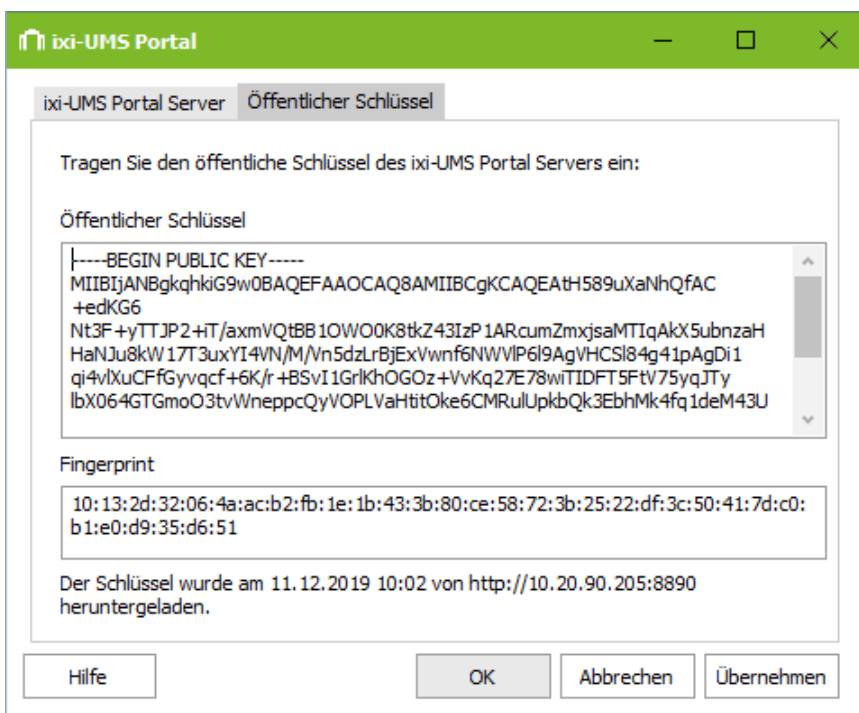 ixi-UMS Portal
ixi-UMS Portal Server Öffentlicher Schlüssel
Tragen Sie den öffentliche Schlüssel des ixi-UMS Portal Servers ein:
Öffentlicher Schlüssel
-----BEGIN PUBLIC KEY-----
MIIBIjANBgkqhkiG9w0BAQEFAAOCAQ8AMIIBCgKCAQEAtH589uXaNhQfAC
+edKG6
Nt3F+yTTJP2+iT/axmVQtBB1OWO0K8tkZ43IzP1ARcumZmxjsaMTIqAkX5ubnzaH
HaNJu8kW17T3uxYI4VN/M/Vn5dzLrBjExVwnf6NWVlP6l9AgVHCSl84g41pAgDi1
qi4vlXuCFfGyvqcf+6K/r+BSvI1GrlKhOGOz+VvKq27E78wiTIDFT5FtV75yqJTy
lbX064GTGmoO3tvWneppcQyVOPLVaHtitOke6CMRulUpkbQk3EbhMk4fq1deM43U
Fingerprint
10:13:2d:32:06:4a:ac:b2:fb:1e:1b:43:3b:80:ce:58:72:3b:25:22:df:3c:50:41:7d:c0:
b1:e0:d9:35:d6:51
Der Schlüssel wurde am 11.12.2019 10:02 von http://10.20.90.205:8890
heruntergeladen.
Hilfe OK Abbrechen Übernehmen